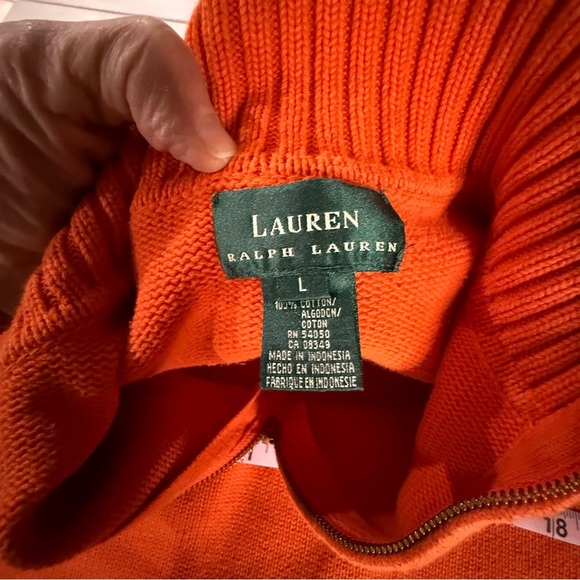 LAUREN
RALPH LAUREN
L
100% COTTON/
ALGODON/
COTON
RN 54050
CA 08349
MADE IN INDONESIA
HECHO EN INDONESIA
FABRIQUE EN INDONESIE
18